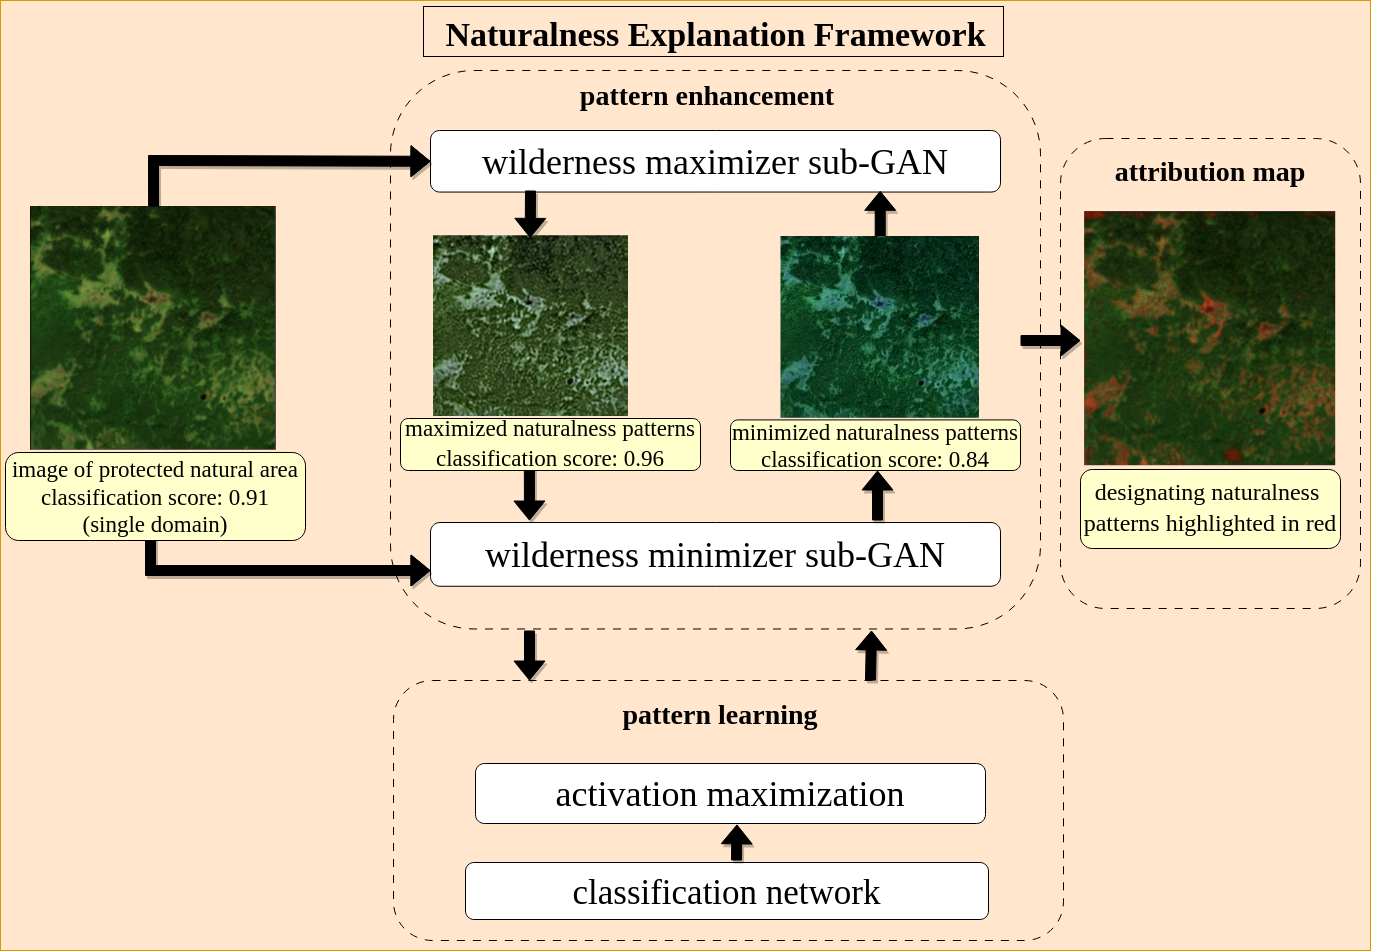 Naturalness Explanation Framework
pattern enhancement
wilderness maximizer sub-GAN
attribution map
maximized naturalness patterns
classification score: 0.96
minimized naturalness patterns
classification score: 0.84
image of protected natural area
classification score: 0.91
(single domain)
designating naturalness
patterns highlighted in red
wilderness minimizer sub-GAN
pattern learning
activation maximization
classification network